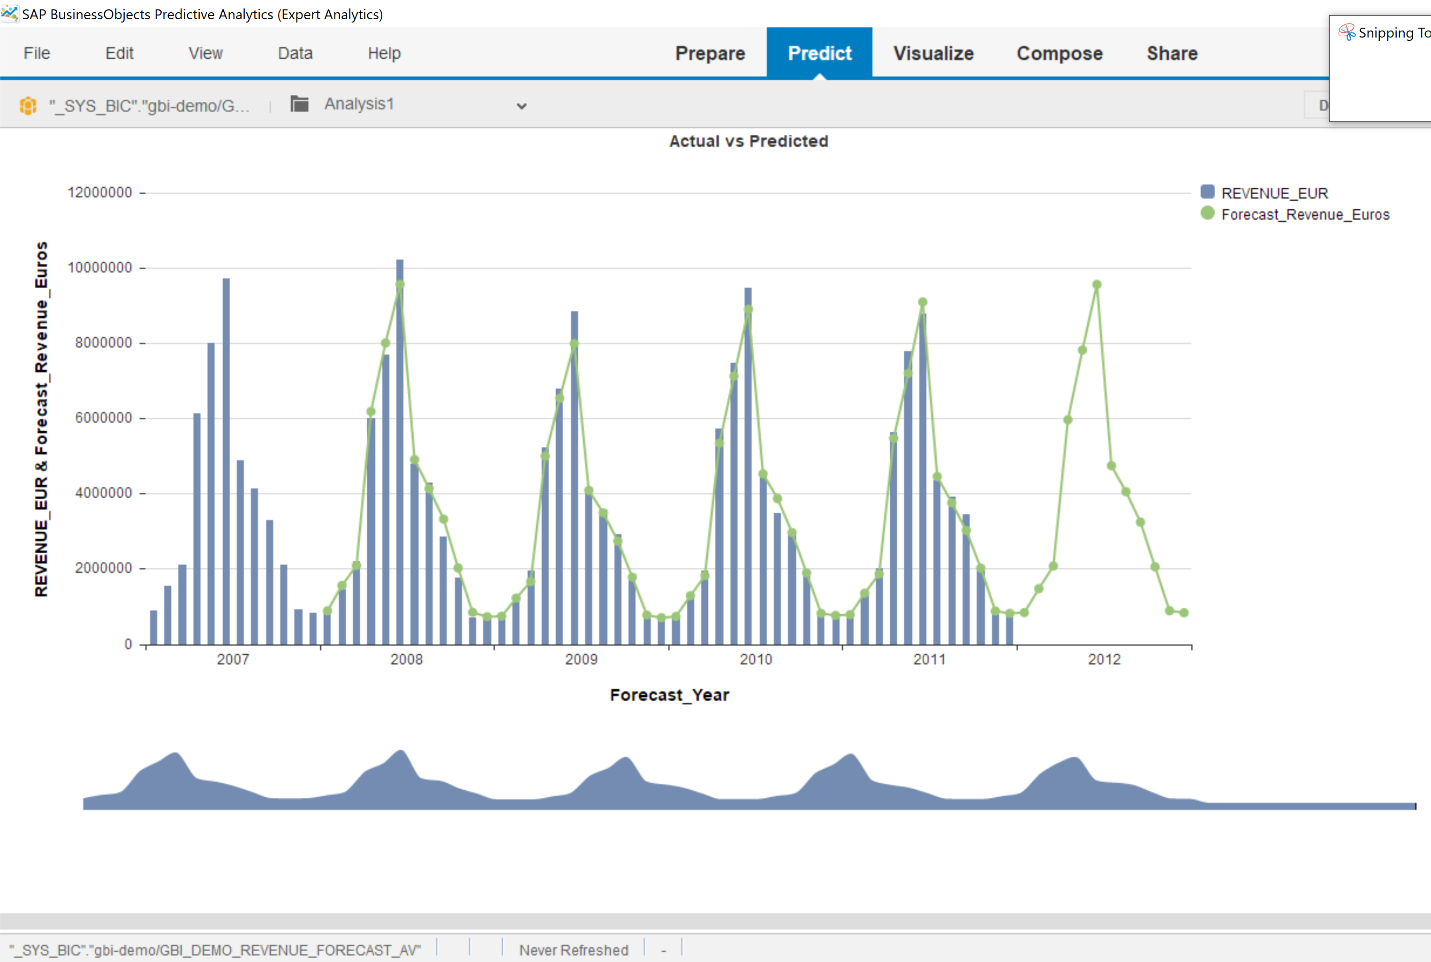 SAP BusinessObjects Predictive Analytics (Expert Analytics)
Snipping To
File Edit View Data Help Prepare Predict Visualize Compose Share
"_SYS_BIC"."gbi-demo/G... Analysis1 D
Actual vs Predicted
REVENUE_EUR
Forecast_Revenue_Euros
REVENUE_EUR & Forecast_Revenue_Euros
12000000
10000000
8000000
6000000
4000000
2000000
0
2007 2008 2009 2010 2011 2012
Forecast_Year
"_SYS_BIC"."gbi-demo/GBI_DEMO_REVENUE_FORECAST_AV" Never Refreshed -